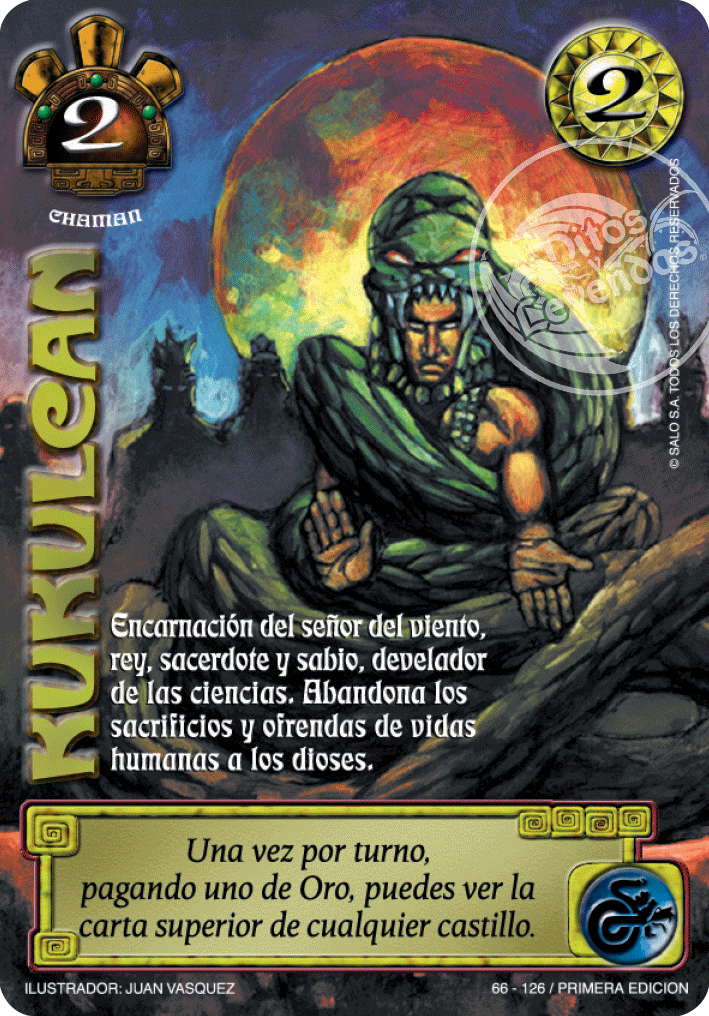 2
2
CHAMAN
Mitos y
Leyendas
®
© SALO S.A. TODOS LOS DERECHOS RESERVADOS
KUKULCAN
Encarnación del señor del viento,
rey, sacerdote y sabio, develador
de las ciencias. Abandona los
sacrificios y ofrendas de vidas
humanas a los dioses.
Una vez por turno,
pagando uno de Oro, puedes ver la
carta superior de cualquier castillo.
ILUSTRADOR: JUAN VASQUEZ
66 - 126 / PRIMERA EDICION